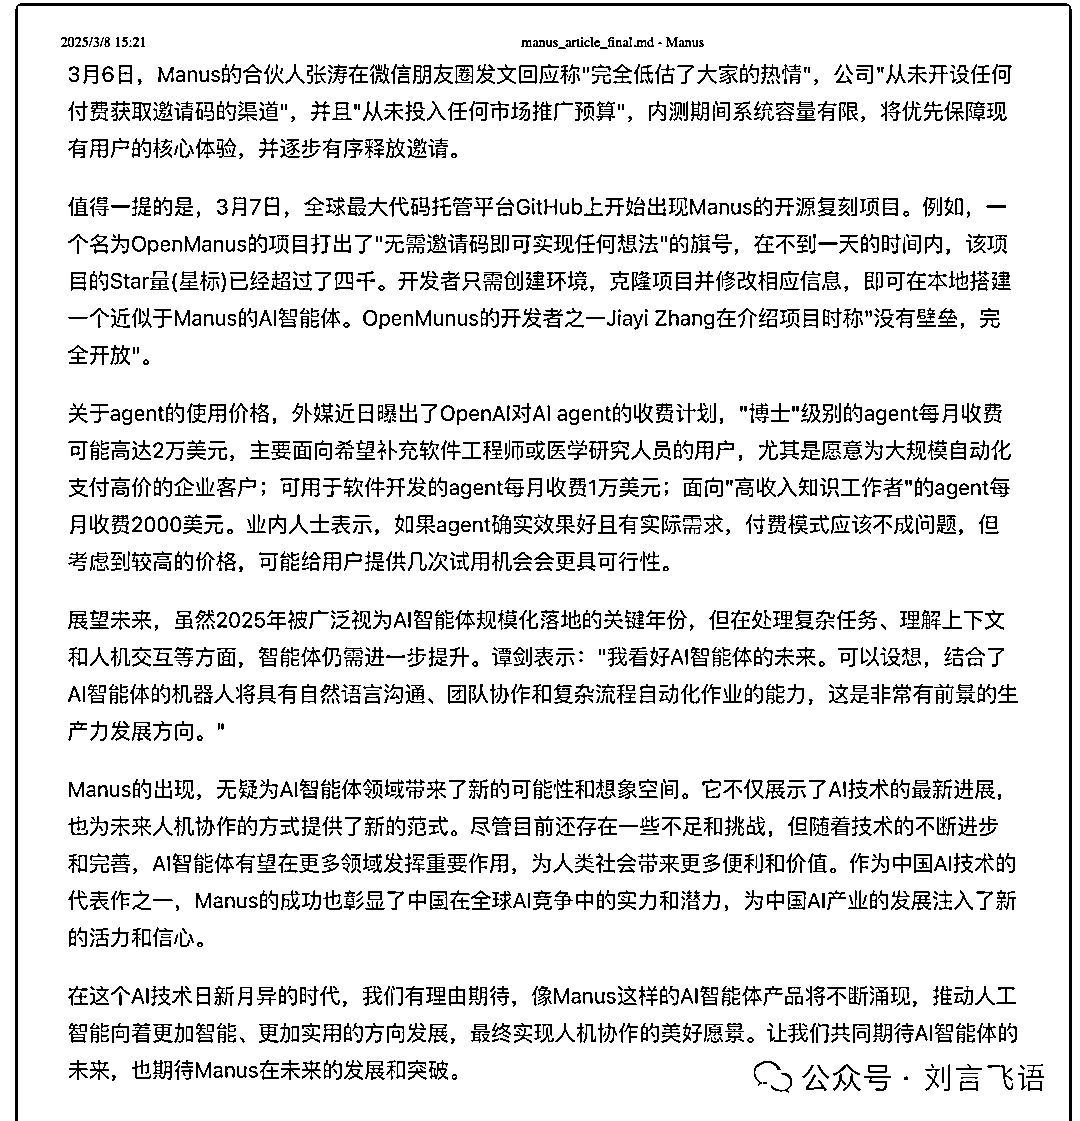 2025/3/8 15:21
manus_article_final.md - Manus
3月6日，Manus的合伙人张涛在微信朋友圈发文回应称"完全低估了大家的热情"，公司"从未开设任何
付费获取邀请码的渠道"，并且"从未投入任何市场推广预算"，内测期间系统容量有限，将优先保障现
有用户的核心体验，并逐步有序释放邀请。
值得一提的是，3月7日，全球最大代码托管平台GitHub上开始出现Manus的开源复刻项目。例如，一
个名为OpenManus的项目打出了"无需邀请码即可实现任何想法"的旗号，在不到一天的时间内，该项
目的Star量(星标)已经超过了四千。开发者只需创建环境，克隆项目并修改相应信息，即可在本地搭建
一个近似于Manus的AI智能体。OpenMunus的开发者之一Jiayi Zhang在介绍项目时称"没有壁垒，完
全开放"。
关于agent的使用价格，外媒近日曝出了OpenAI对AI agent的收费计划，"博士"级别的agent每月收费
可能高达2万美元，主要面向希望补充软件工程师或医学研究人员的用户，尤其是愿意为大规模自动化
支付高价的企业客户；可用于软件开发的agent每月收费1万美元；面向"高收入知识工作者"的agent每
月收费2000美元。业内人士表示，如果agent确实效果好且有实际需求，付费模式应该不成问题，但
考虑到较高的价格，可能给用户提供几次试用机会会更具可行性。
展望未来，虽然2025年被广泛视为AI智能体规模化落地的关键年份，但在处理复杂任务、理解上下文
和人机交互等方面，智能体仍需进一步提升。谭剑表示："我看好AI智能体的未来。可以设想，结合了
AI智能体的机器人将具有自然语言沟通、团队协作和复杂流程自动化作业的能力，这是非常有前景的生
产力发展方向。"
Manus的出现，无疑为AI智能体领域带来了新的可能性和想象空间。它不仅展示了AI技术的最新进展，
也为未来人机协作的方式提供了新的范式。尽管目前还存在一些不足和挑战，但随着技术的不断进步
和完善，AI智能体有望在更多领域发挥重要作用，为人类社会带来更多便利和价值。作为中国AI技术的
代表作之一，Manus的成功也彰显了中国在全球AI竞争中的实力和潜力，为中国AI产业的发展注入了新
的活力和信心。
在这个AI技术日新月异的时代，我们有理由期待，像Manus这样的AI智能体产品将不断涌现，推动人工
智能向着更加智能、更加实用的方向发展，最终实现人机协作的美好愿景。让我们共同期待AI智能体的
未来，也期待Manus在未来的发展和突破。
公众号 · 刘言飞语